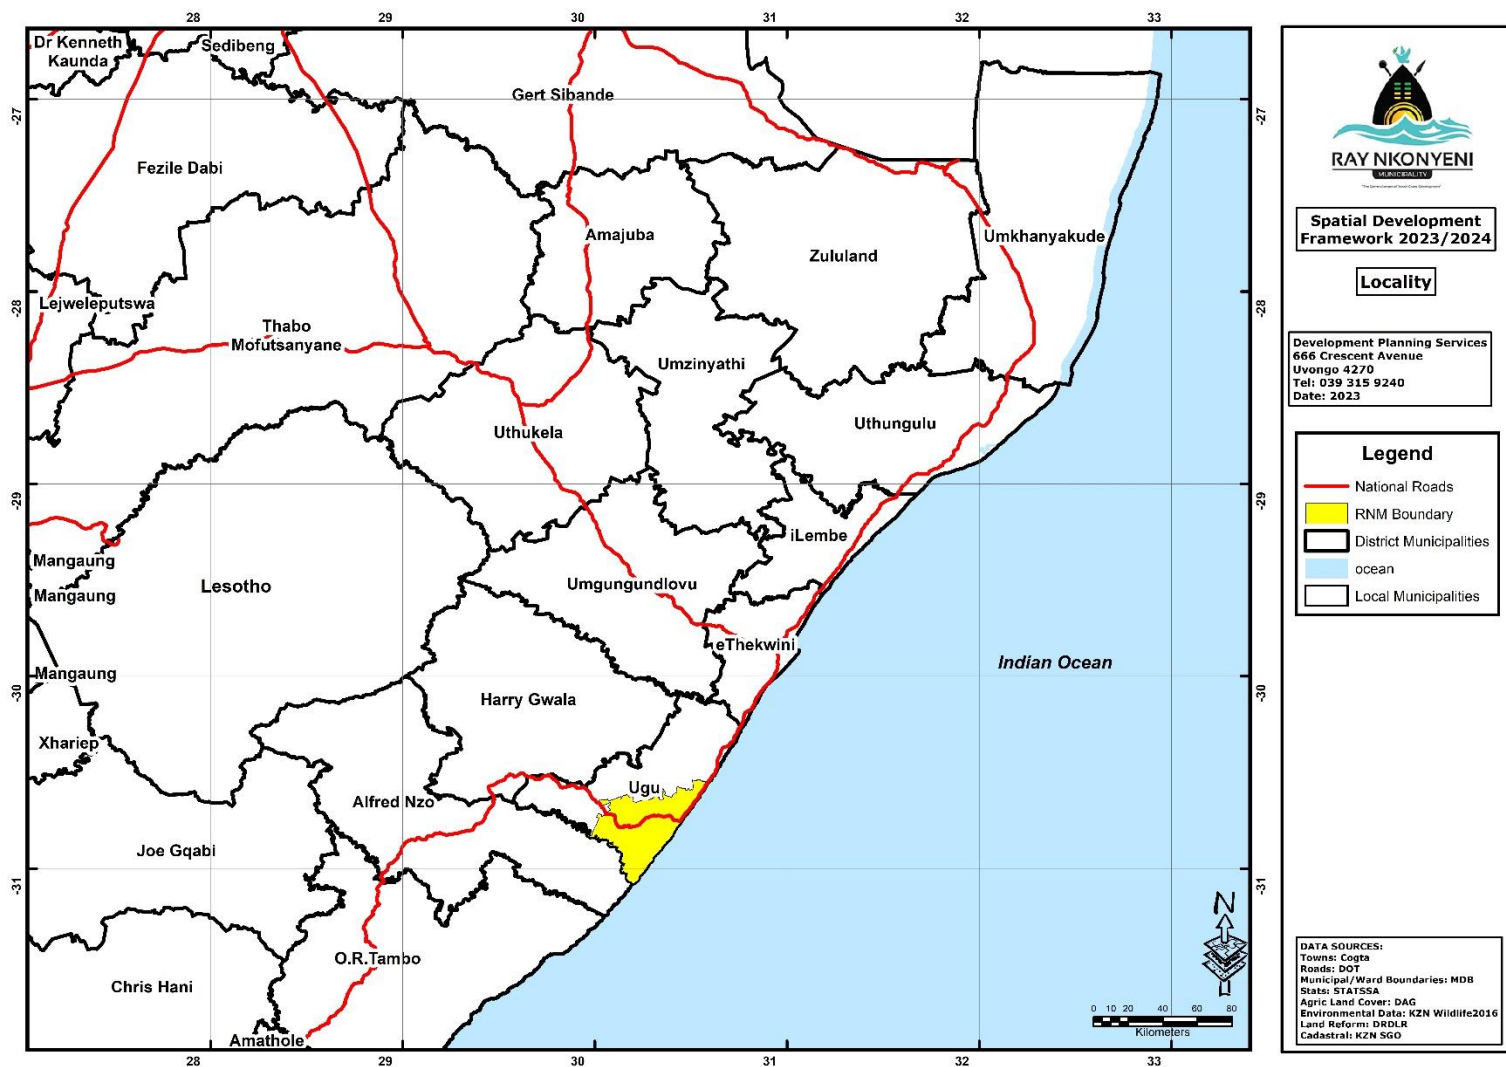 28
29
30
31
32
33
Dr Kenneth
Kaunda
Sedibeng
Gert Sibande
-27
-27
Fezile Dabi
Amajuba
Zululand
Umkhanyakude
-28
-28
Lejweleputswa
Thabo
Mofutsanyane
Umzinyathi
Uthukela
Uthungulu
-29
-29
iLembe
Mangaung
Mangaung
Lesotho
Umgungundlovu
eThekwini
Mangaung
Indian Ocean
-30
-30
Harry Gwala
Xhariep
Ugu
Alfred Nzo
Joe Gqabi
-31
-31
O.R.Tambo
Chris Hani
Amathole
N
0 10 20 40 60 80
Kilometers
28
29
30
31
32
33
RAY NKONYENI
MUNICIPALITY
Spatial Development
Framework 2023/2024
Locality
Development Planning Services
666 Crescent Avenue
Uvongo 4270
Tel: 039 315 9240
Date: 2023
Legend
National Roads
RNM Boundary
District Municipalities
ocean
Local Municipalities
DATA SOURCES:
Towns: Cogta
Roads: DOT
Municipal/Ward Boundaries: MDB
Stats: STATSSA
Agric Land Cover: DAG
Environmental Data: KZN Wildlife2016
Land Reform: DRDLR
Cadastral: KZN SGO